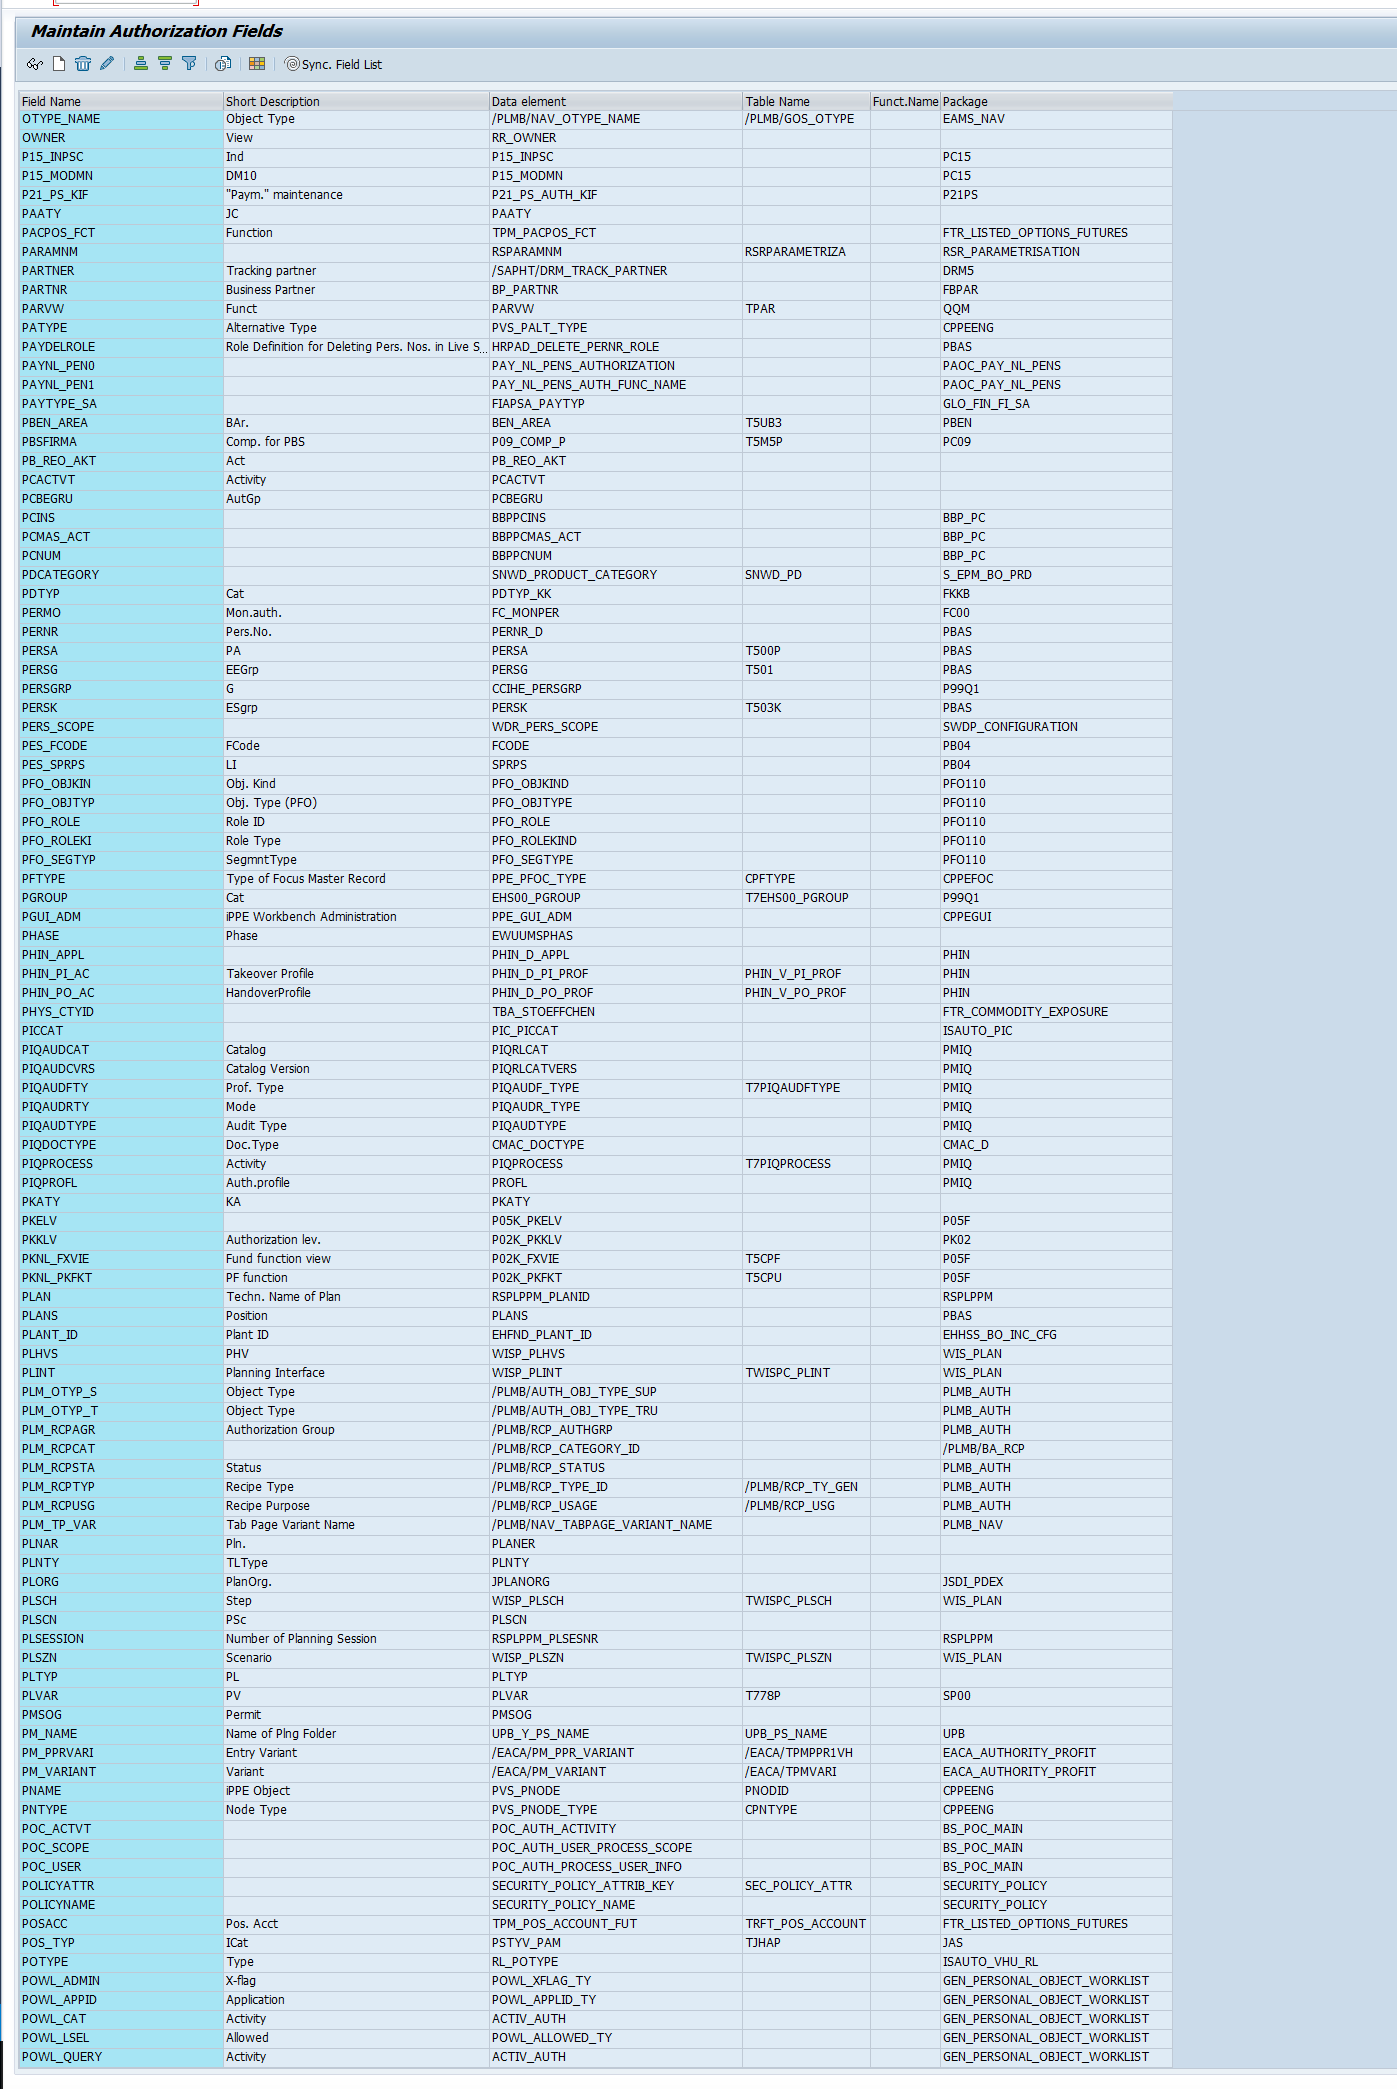 Maintain Authorization Fields
Sync. Field List
Field Name Short Description Data element Table Name Funct.Name Package
OTYPE_NAME Object Type /PLMB/NAV_OTYPE_NAME /PLMB/GOS_OTYPE EAMS_NAV
OWNER View RR_OWNER
P15_INPSC Ind P15_INPSC PC15
P15_MODMN DM10 P15_MODMN PC15
P21_PS_KIF "Paym." maintenance P21_PS_AUTH_KIF P21PS
PAATY JC PAATY
PACPOS_FCT Function TPM_PACPOS_FCT FTR_LISTED_OPTIONS_FUTURES
PARAMNM RSPARAMNM RSRPARAMETRIZA RSR_PARAMETRISATION
PARTNER Tracking partner /SAPHT/DRM_TRACK_PARTNER DRM5
PARTNR Business Partner BP_PARTNR FBPAR
PARVW Funct PARVW TPAR QQM
PATYPE Alternative Type PVS_PALT_TYPE CPPEENG
PAYDELROLE Role Definition for Deleting Pers. Nos. in Live S... HRPAD_DELETE_PERNR_ROLE PBAS
PAYNL_PEN0 PAY_NL_PENS_AUTHORIZATION PAOC_PAY_NL_PENS
PAYNL_PEN1 PAY_NL_PENS_AUTH_FUNC_NAME PAOC_PAY_NL_PENS
PAYTYPE_SA FIAPSA_PAYTYP GLO_FIN_FI_SA
PBEN_AREA BAr. BEN_AREA T5UB3 PBEN
PBSFIRMA Comp. for PBS P09_COMP_P T5M5P PC09
PB_REO_AKT Act PB_REO_AKT
PCACTVT Activity PCACTVT
PCBEGRU AutGp PCBEGRU
PCINS BBPPCINS BBP_PC
PCMAS_ACT BBPPCMAS_ACT BBP_PC
PCNUM BBPPCNUM BBP_PC
PDCATEGORY SNWD_PRODUCT_CATEGORY SNWD_PD S_EPM_BO_PRD
PDTYP Cat PDTYP_KK FKKB
PERMO Mon.auth. FC_MONPER FC00
PERNR Pers.No. PERNR_D PBAS
PERSA PA PERSA T500P PBAS
PERSG EEGrp PERSG T501 PBAS
PERSGRP G CCIHE_PERSGRP P99Q1
PERSK ESgrp PERSK T503K PBAS
PERS_SCOPE WDR_PERS_SCOPE SWDP_CONFIGURATION
PES_FCODE FCode FCODE PB04
PES_SPRPS LI SPRPS PB04
PFO_OBJKIN Obj. Kind PFO_OBJKIND PFO110
PFO_OBJTYP Obj. Type (PFO) PFO_OBJTYPE PFO110
PFO_ROLE Role ID PFO_ROLE PFO110
PFO_ROLEKI Role Type PFO_ROLEKIND PFO110
PFO_SEGTYP SegmntType PFO_SEGTYPE PFO110
PFTYPE Type of Focus Master Record PPE_PFOC_TYPE CPFTYPE CPPEFOC
PGROUP Cat EHS00_PGROUP T7EHS00_PGROUP P99Q1
PGUI_ADM iPPE Workbench Administration PPE_GUI_ADM CPPEGUI
PHASE Phase EWUUMSPHAS
PHIN_APPL PHIN_D_APPL PHIN
PHIN_PI_AC Takeover Profile PHIN_D_PI_PROF PHIN_V_PI_PROF PHIN
PHIN_PO_AC HandoverProfile PHIN_D_PO_PROF PHIN_V_PO_PROF PHIN
PHYS_CTYID TBA_STOEFFCHEN FTR_COMMODITY_EXPOSURE
PICCAT PIC_PICCAT ISAUTO_PIC
PIQAUDCAT Catalog PIQRLCAT PMIQ
PIQAUDCVRS Catalog Version PIQRLCATVERS PMIQ
PIQAUDFTY Prof. Type PIQAUDF_TYPE T7PIQAUDFTYPE PMIQ
PIQAUDRTY Mode PIQAUDR_TYPE PMIQ
PIQAUDTYPE Audit Type PIQAUDTYPE PMIQ
PIQDOCTYPE Doc.Type CMAC_DOCTYPE CMAC_D
PIQPROCESS Activity PIQPROCESS T7PIQPROCESS PMIQ
PIQPROFL Auth.profile PROFL PMIQ
PKATY KA PKATY
PKELV P05K_PKELV P05F
PKKLV Authorization lev. P02K_PKKLV PK02
PKNL_FXVIE Fund function view P02K_FXVIE T5CPF P05F
PKNL_PKFKT PF function P02K_PKFKT T5CPU P05F
PLAN Techn. Name of Plan RSPLPPM_PLANID RSPLPPM
PLANS Position PLANS PBAS
PLANT_ID Plant ID EHFND_PLANT_ID EHHSS_BO_INC_CFG
PLHVS PHV WISP_PLHVS WIS_PLAN
PLINT Planning Interface WISP_PLINT TWISPC_PLINT WIS_PLAN
PLM_OTYP_S Object Type /PLMB/AUTH_OBJ_TYPE_SUP PLMB_AUTH
PLM_OTYP_T Object Type /PLMB/AUTH_OBJ_TYPE_TRU PLMB_AUTH
PLM_RCPAGR Authorization Group /PLMB/RCP_AUTHGRP PLMB_AUTH
PLM_RCPCAT /PLMB/RCP_CATEGORY_ID /PLMB/BA_RCP
PLM_RCPSTA Status /PLMB/RCP_STATUS PLMB_AUTH
PLM_RCPTYP Recipe Type /PLMB/RCP_TYPE_ID /PLMB/RCP_TY_GEN PLMB_AUTH
PLM_RCPUSG Recipe Purpose /PLMB/RCP_USAGE /PLMB/RCP_USG PLMB_AUTH
PLM_TP_VAR Tab Page Variant Name /PLMB/NAV_TABPAGE_VARIANT_NAME PLMB_NAV
PLNAR Pln. PLANER
PLNTY TLType PLNTY
PLORG PlanOrg. JPLANORG JSDI_PDEX
PLSCH Step WISP_PLSCH TWISPC_PLSCH WIS_PLAN
PLSCN PSc PLSCN
PLSESSION Number of Planning Session RSPLPPM_PLSESNR RSPLPPM
PLSZN Scenario WISP_PLSZN TWISPC_PLSZN WIS_PLAN
PLTYP PL PLTYP
PLVAR PV PLVAR T778P SP00
PMSOG Permit PMSOG
PM_NAME Name of Plng Folder UPB_Y_PS_NAME UPB_PS_NAME UPB
PM_PPRVARI Entry Variant /EACA/PM_PPR_VARIANT /EACA/TPMPPR1VH EACA_AUTHORITY_PROFIT
PM_VARIANT Variant /EACA/PM_VARIANT /EACA/TPMVARI EACA_AUTHORITY_PROFIT
PNAME iPPE Object PVS_PNODE PNODID CPPEENG
PNTYPE Node Type PVS_PNODE_TYPE CPNTYPE CPPEENG
POC_ACTVT POC_AUTH_ACTIVITY BS_POC_MAIN
POC_SCOPE POC_AUTH_USER_PROCESS_SCOPE BS_POC_MAIN
POC_USER POC_AUTH_PROCESS_USER_INFO BS_POC_MAIN
POLICYATTR SECURITY_POLICY_ATTRIB_KEY SEC_POLICY_ATTR SECURITY_POLICY
POLICYNAME SECURITY_POLICY_NAME SECURITY_POLICY
POSACC Pos. Acct TPM_POS_ACCOUNT_FUT TRFT_POS_ACCOUNT FTR_LISTED_OPTIONS_FUTURES
POS_TYP ICat PSTYV_PAM TJHAP JAS
POTYPE Type RL_POTYPE ISAUTO_VHU_RL
POWL_ADMIN X-flag POWL_XFLAG_TY GEN_PERSONAL_OBJECT_WORKLIST
POWL_APPID Application POWL_APPLID_TY GEN_PERSONAL_OBJECT_WORKLIST
POWL_CAT Activity ACTIV_AUTH GEN_PERSONAL_OBJECT_WORKLIST
POWL_LSEL Allowed POWL_ALLOWED_TY GEN_PERSONAL_OBJECT_WORKLIST
POWL_QUERY Activity ACTIV_AUTH GEN_PERSONAL_OBJECT_WORKLIST